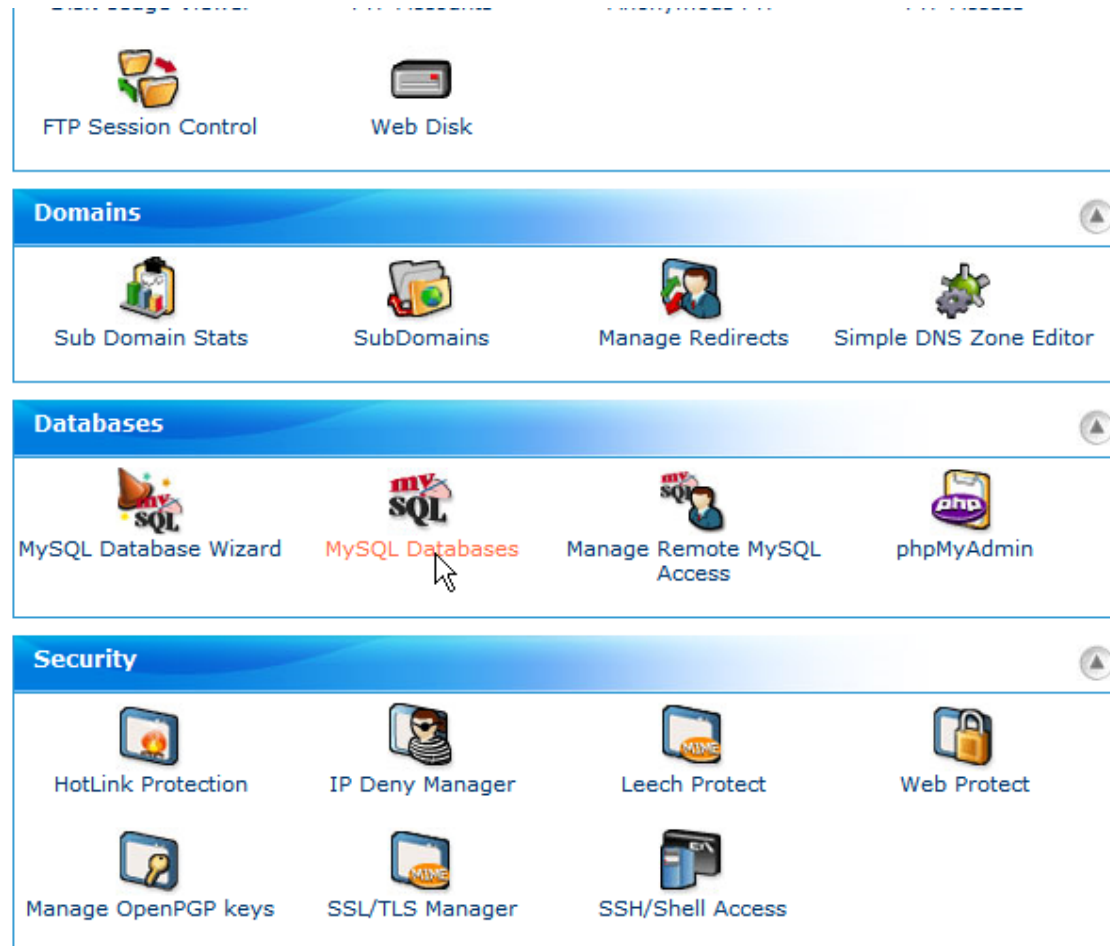 FTP Session Control
Web Disk
Domains
Sub Domain Stats
SubDomains
Manage Redirects
Simple DNS Zone Editor
Databases
MySQL Database Wizard
MySQL Databases
Manage Remote MySQL
Access
phpMyAdmin
Security
HotLink Protection
IP Deny Manager
Leech Protect
Web Protect
Manage OpenPGP keys
SSL/TLS Manager
SSH/Shell Access